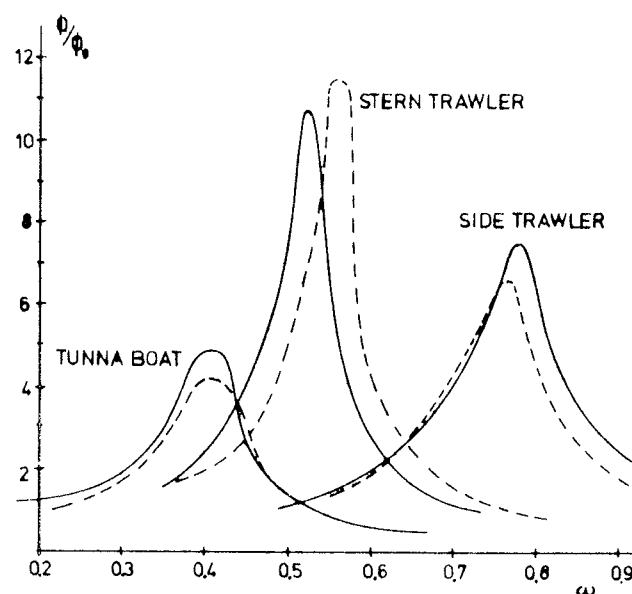 Φ/Φ₀
12
STERN TRAWLER
10
8
SIDE TRAWLER
6
TUNNA BOAT
4
2
0.2 0.3 0.4 0.5 0.6 0.7 0.8 0.9
ω